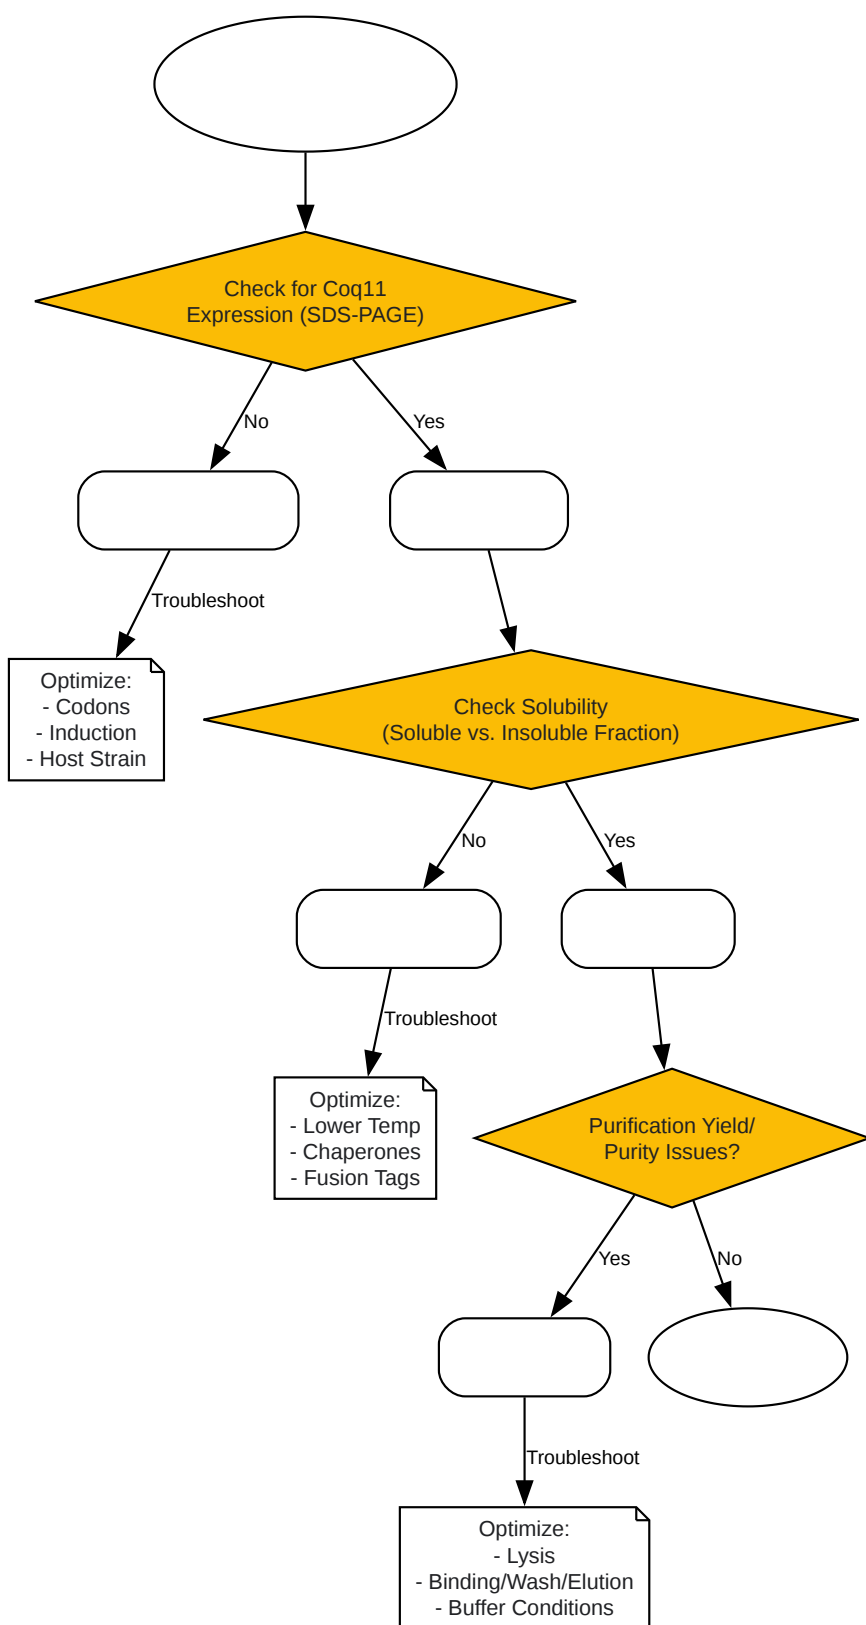 Check for Coq11
Expression (SDS-PAGE)
No
Yes
Troubleshoot
Optimize:
- Codons
- Induction
- Host Strain
Check Solubility
(Soluble vs. Insoluble Fraction)
No
Yes
Troubleshoot
Optimize:
- Lower Temp
- Chaperones
- Fusion Tags
Purification Yield/
Purity Issues?
Yes
No
Troubleshoot
Optimize:
- Lysis
- Binding/Wash/Elution
- Buffer Conditions